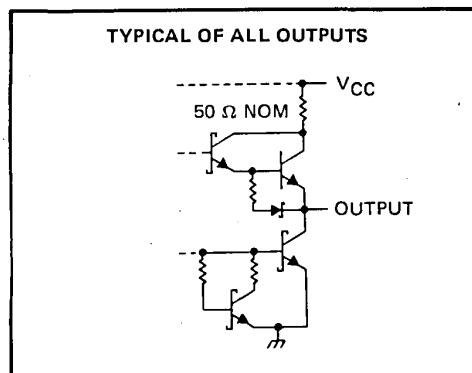 TYPICAL OF ALL OUTPUTS
VCC
50 Ω NOM
OUTPUT